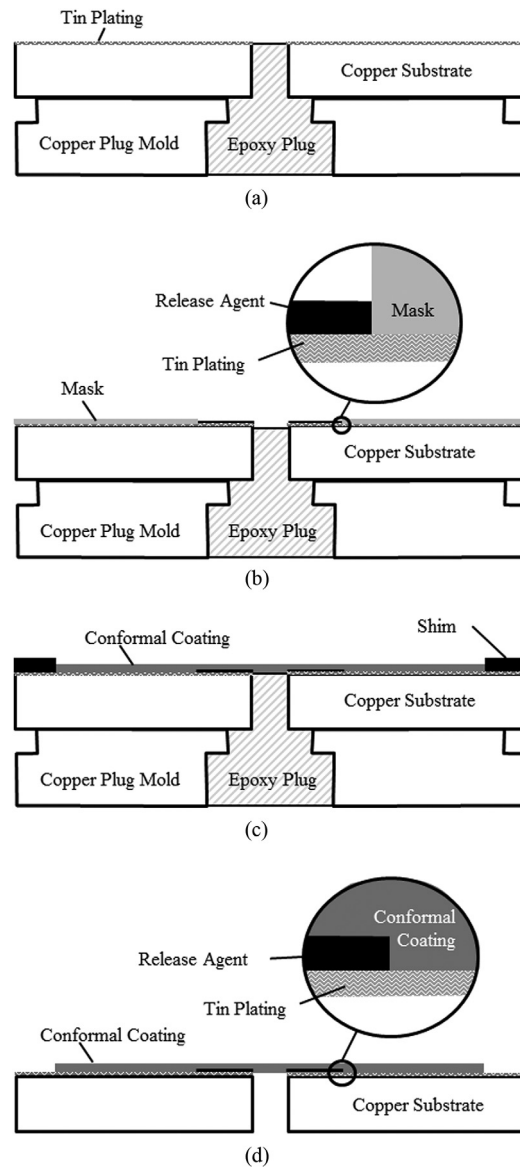 Tin Plating
Copper Substrate
Copper Plug Mold
Epoxy Plug
(a)
Release Agent
Mask
Tin Plating
Mask
Copper Substrate
Copper Plug Mold
Epoxy Plug
(b)
Shim
Conformal Coating
Copper Substrate
Copper Plug Mold
Epoxy Plug
(c)
Conformal
Coating
Release Agent
Tin Plating
Conformal Coating
Copper Substrate
(d)